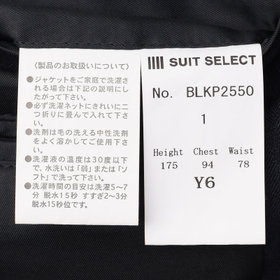 (製品のお取扱いについて)
●ジャケットをご家庭で洗濯さ
れる場合は下記の説明をご覧
下さい。
●必ず洗濯ネットにきれいに二
つ折りに畳んで入れて下さい。
●洗剤は毛の洗える中性洗剤
をよく溶かしてからご使用下さ
い。
●洗濯液の温度は30度以下
で、水洗いは「弱」または「ソ
フト」で洗って下さい。
●洗濯時間の目安は洗濯5~7
分 脱水15秒 すすぎ2~3分
脱水15秒位です。
SUIT SELECT
No. BLKP2550
1
Height Chest Waist
175 94 78
Y6